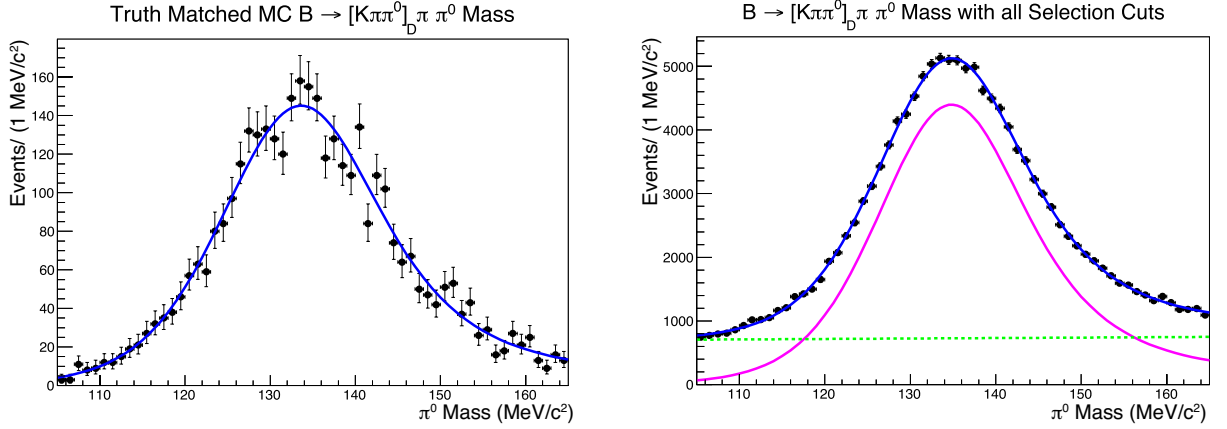 Truth Matched MC B → [Kππ⁰]_D π π⁰ Mass
Events/ (1 MeV/c²)
160
140
120
100
80
60
40
20
0
110 120 130 140 150 160
π⁰ Mass (MeV/c²)
B → [Kππ⁰]_D π π⁰ Mass with all Selection Cuts
Events/ (1 MeV/c²)
5000
4000
3000
2000
1000
0
110 120 130 140 150 160
π⁰ Mass (MeV/c²)